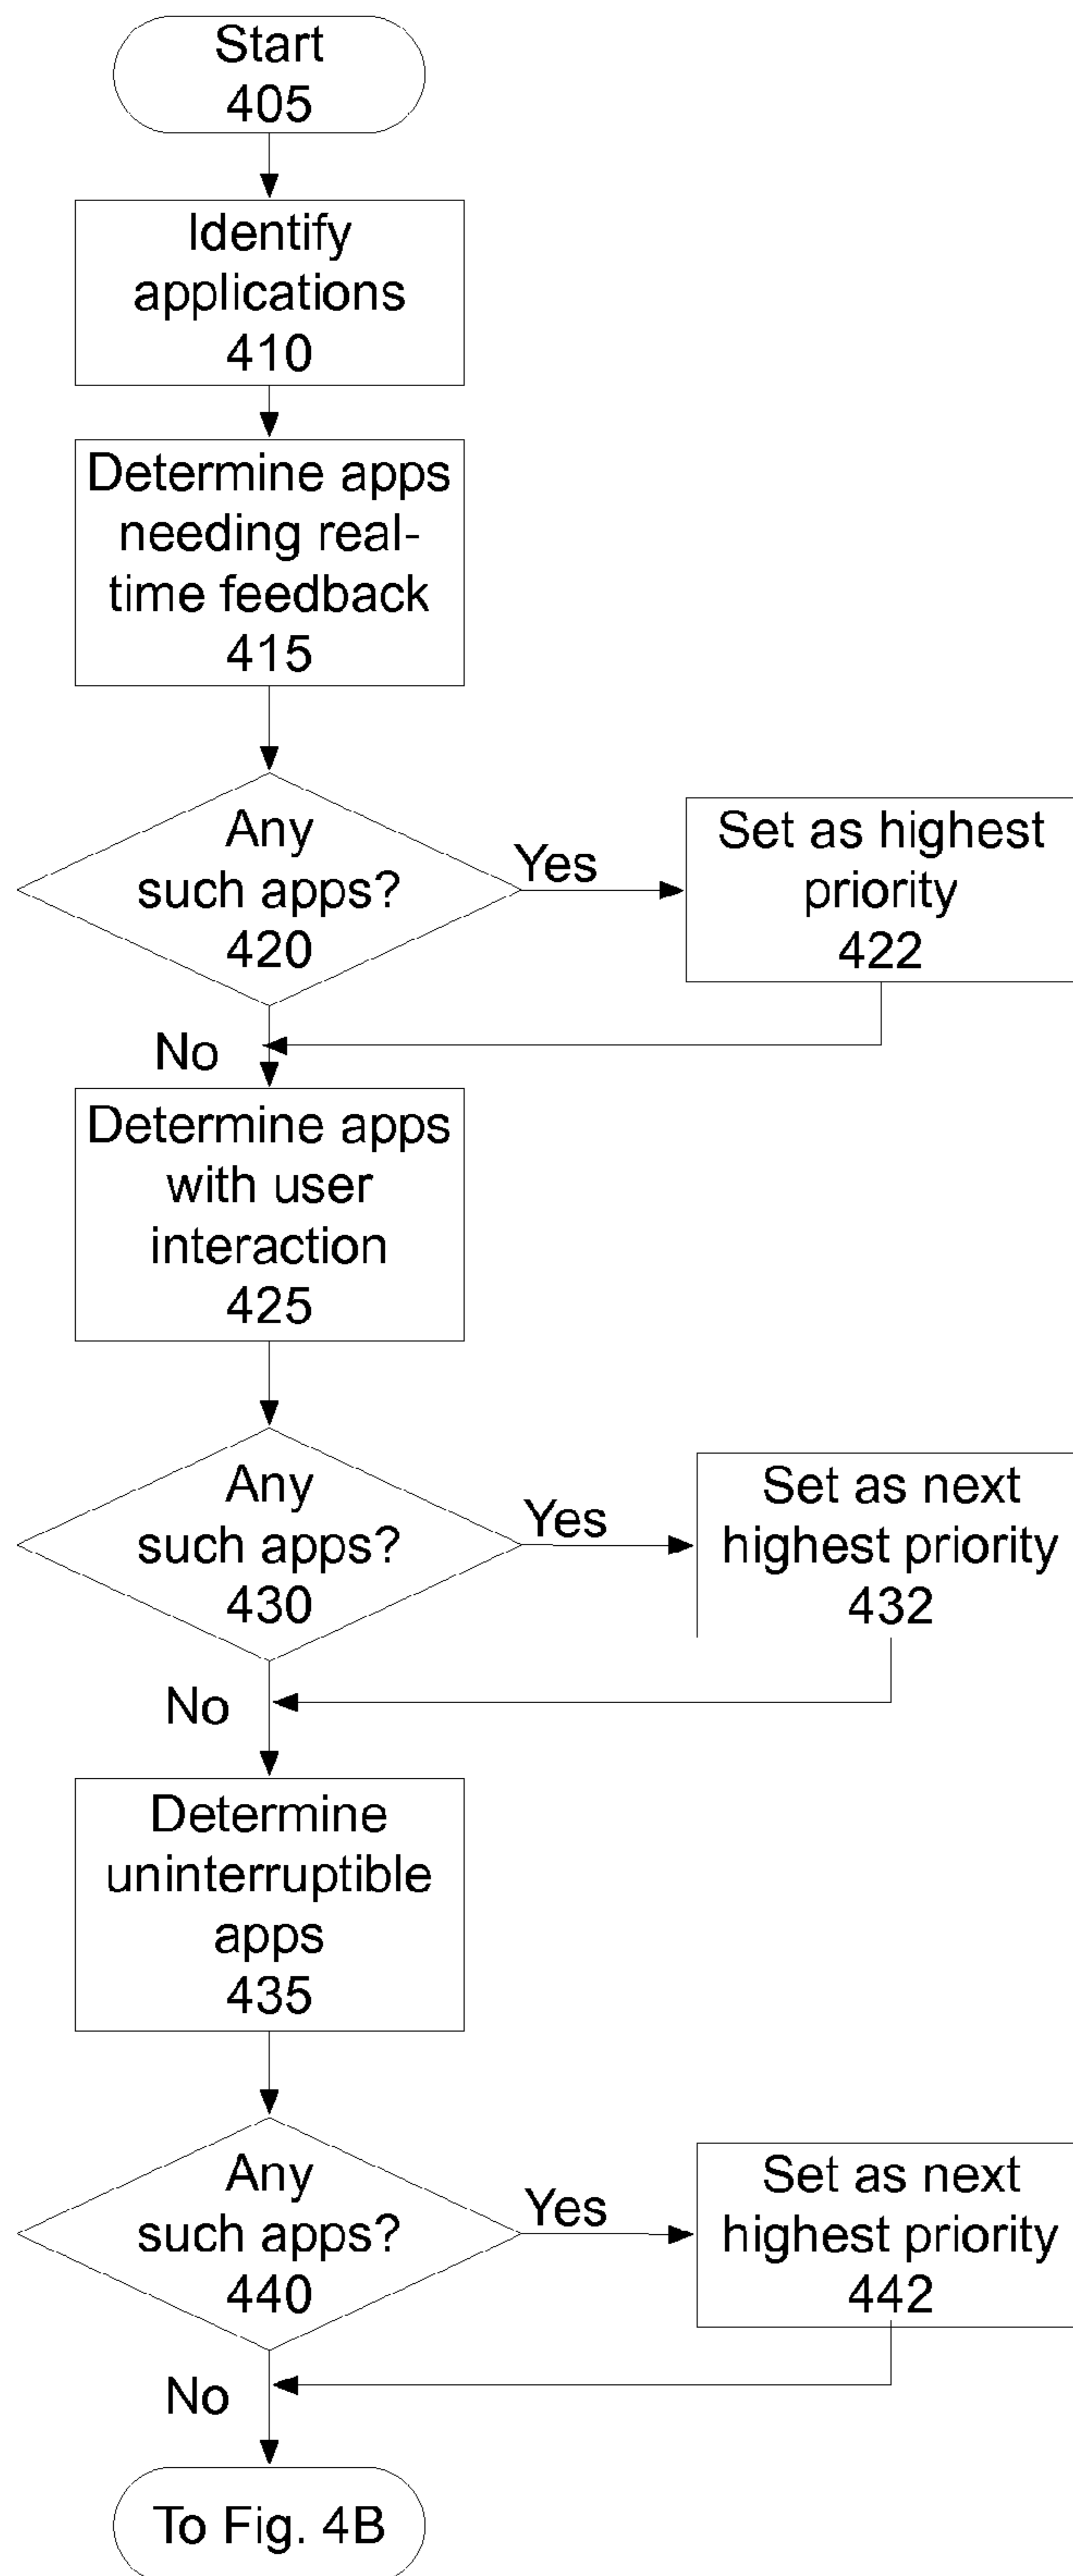 Start
405
Identify
applications
410
Determine apps
needing real-
time feedback
415
Any
such apps?
420
Yes
Set as highest
priority
422
No
Determine apps
with user
interaction
425
Any
such apps?
430
Yes
Set as next
highest priority
432
No
Determine
uninterruptible
apps
435
Any
such apps?
440
Yes
Set as next
highest priority
442
No
To Fig. 4B